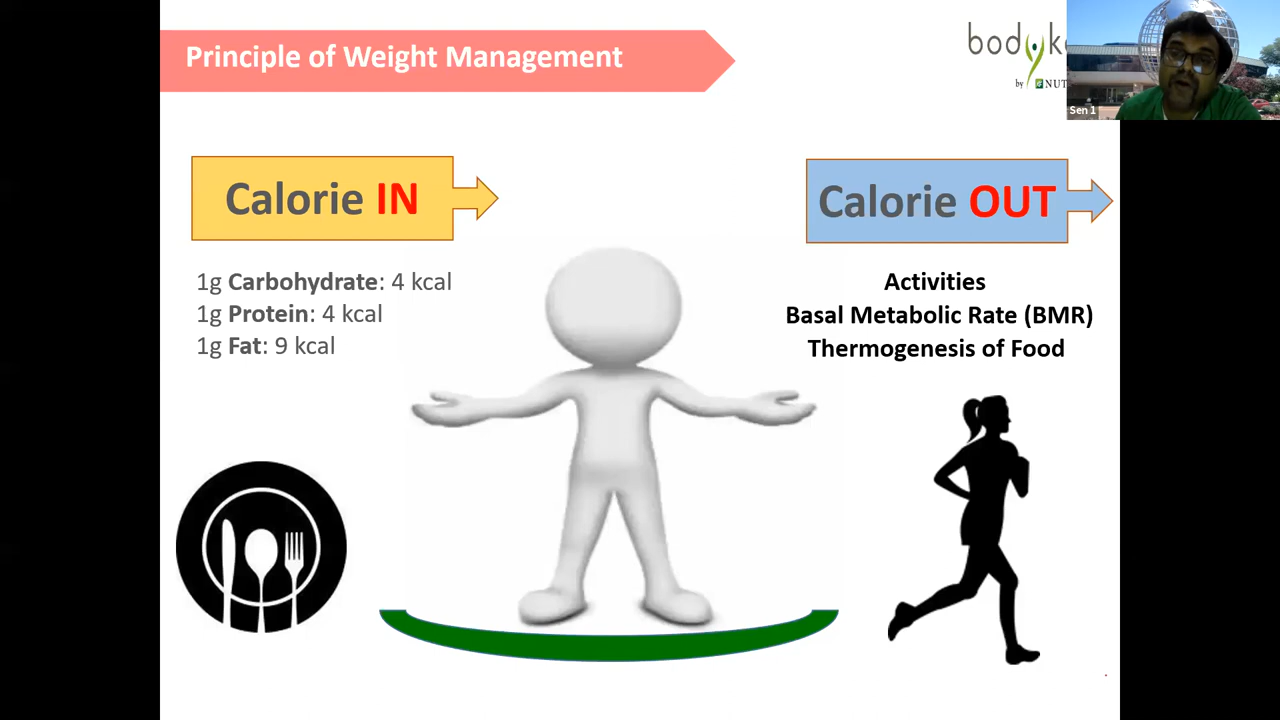 Principle of Weight Management
by NUT
Sen 1
Calorie IN
Calorie OUT
1g Carbohydrate: 4 kcal
1g Protein: 4 kcal
1g Fat: 9 kcal
Activities
Basal Metabolic Rate (BMR)
Thermogenesis of Food